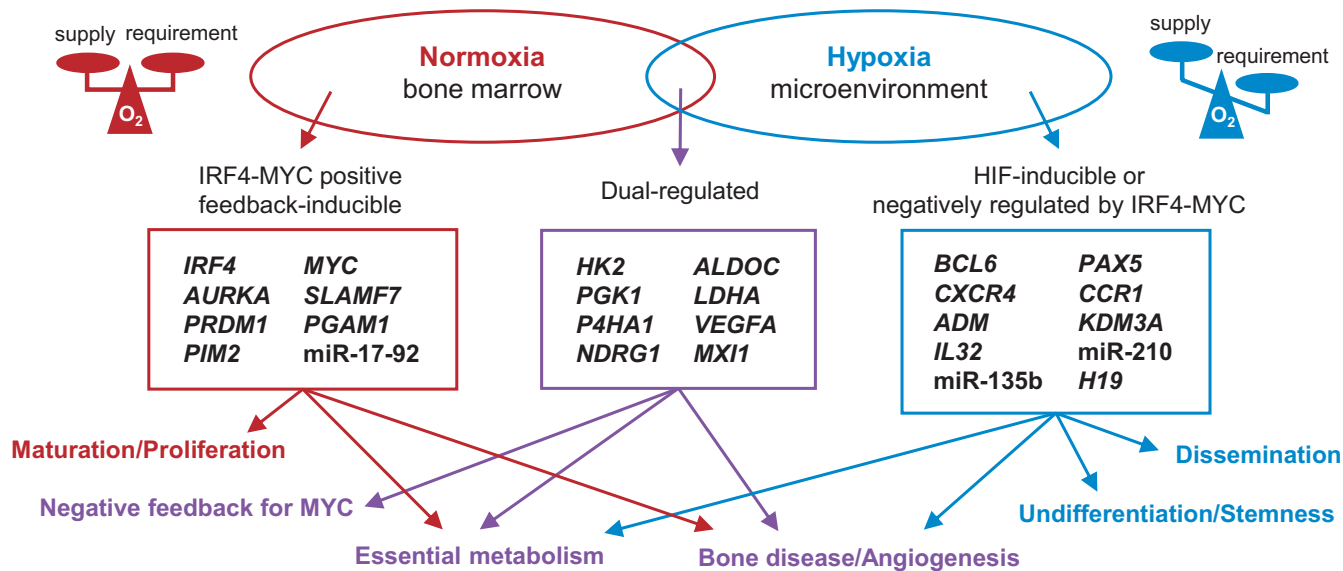 supply requirement
O2
Normoxia
bone marrow
Hypoxia
microenvironment
supply
requirement
O2
IRF4-MYC positive
feedback-inducible
Dual-regulated
HIF-inducible or
negatively regulated by IRF4-MYC
IRF4 MYC
AURKA SLAMF7
PRDM1 PGAM1
PIM2 miR-17-92
HK2 ALDOC
PGK1 LDHA
P4HA1 VEGFA
NDRG1 MXI1
BCL6 PAX5
CXCR4 CCR1
ADM KDM3A
IL32 miR-210
miR-135b H19
Maturation/Proliferation
Negative feedback for MYC
Essential metabolism
Bone disease/Angiogenesis
Dissemination
Undifferentiation/Stemness